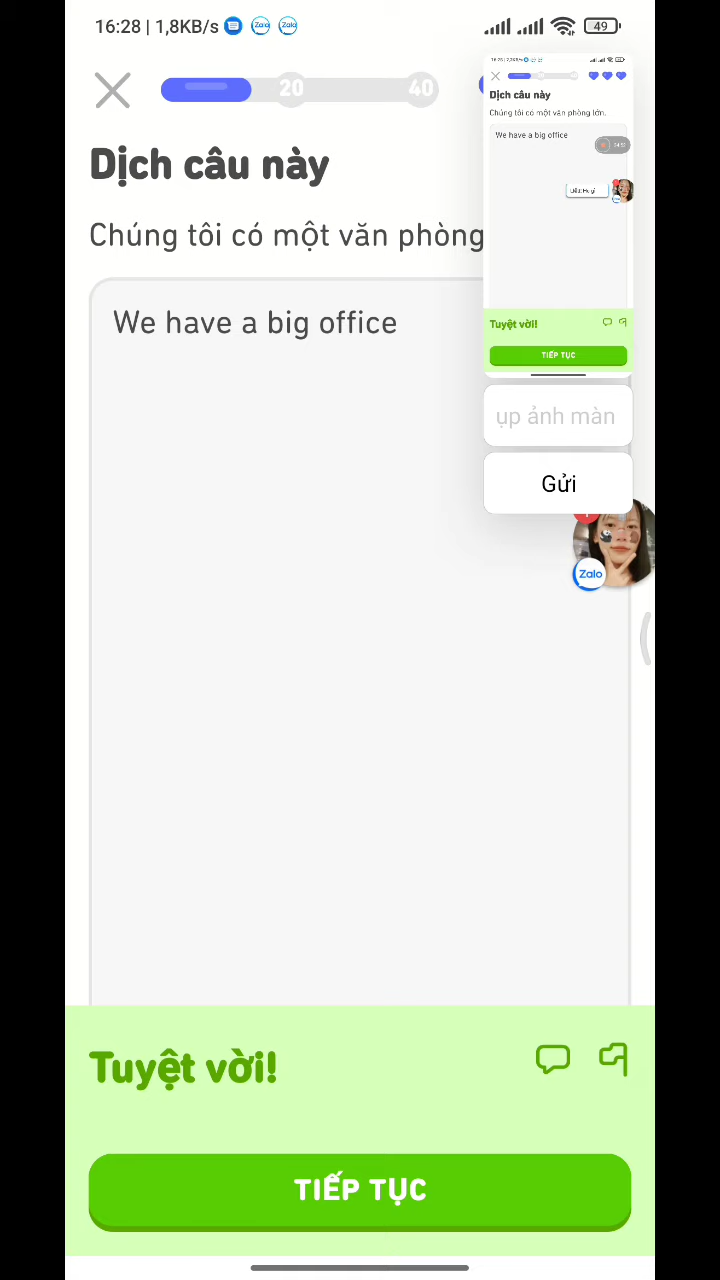 16:28 | 1,8KB/s
49
20
40
Dịch câu này
Chúng tôi có một văn phòng
We have a big office
Dịch câu này
Chúng tôi có một văn phòng lớn.
We have a big office
Tuyệt vời!
TIẾP TỤC
ụp ảnh màn
Gửi
Zalo
Tuyệt vời!
TIẾP TỤC